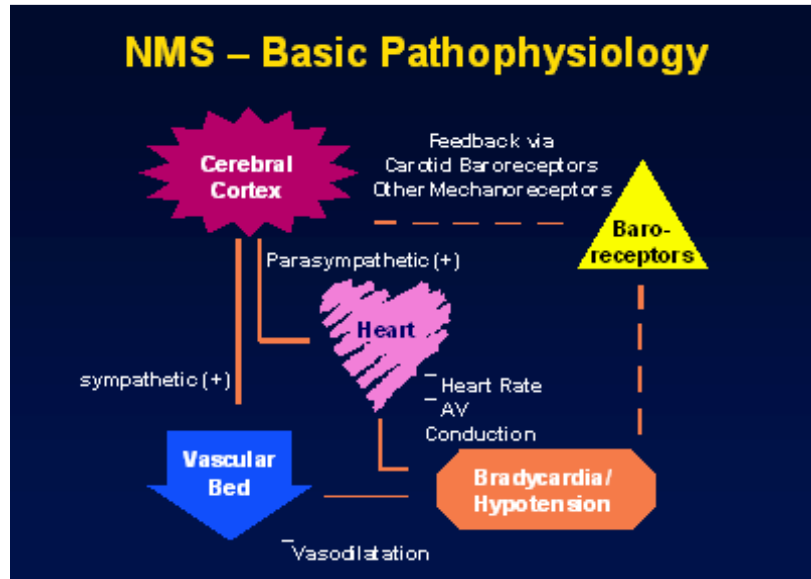 NMS – Basic Pathophysiology
Cerebral
Cortex
Feedback via
Carotid Baroreceptors
Other Mechanoreceptors
Baro-
receptors
Parasympathetic (+)
Heart
sympathetic (+)
¯Heart Rate
¯AV
Conduction
Vascular
Bed
Bradycardia/
Hypotension
¯Vasodilatation